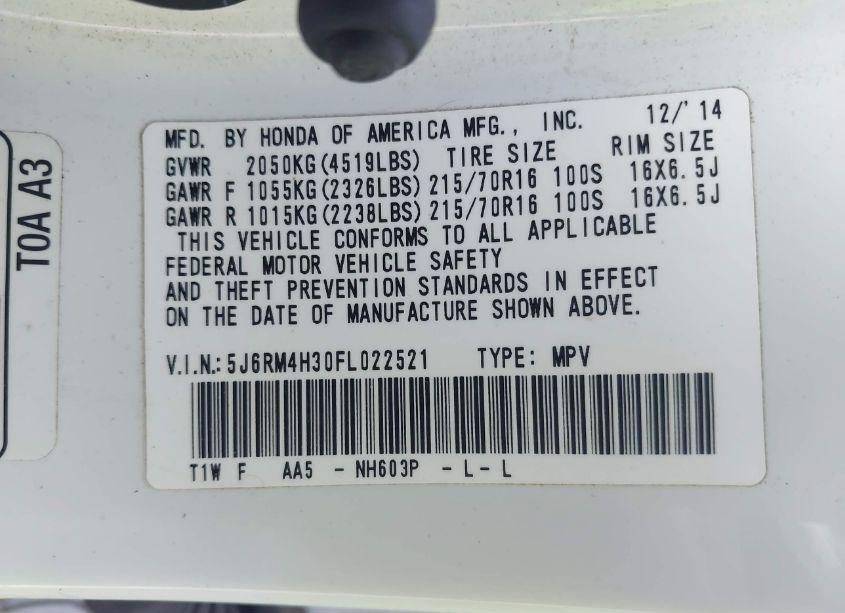 12/'14
MFD. BY HONDA OF AMERICA MFG., INC.
GVWR 2050KG(4519LBS) TIRE SIZE RIM SIZE
GAWR F 1055KG(2326LBS) 215/70R16 100S 16X6.5J
GAWR R 1015KG(2238LBS) 215/70R16 100S 16X6.5J
THIS VEHICLE CONFORMS TO ALL APPLICABLE
FEDERAL MOTOR VEHICLE SAFETY
AND THEFT PREVENTION STANDARDS IN EFFECT
ON THE DATE OF MANUFACTURE SHOWN ABOVE.
V.I.N.: 5J6RM4H30FL022521 TYPE: MPV
T1W F AA5 - NH603P - L - L
T0A A3